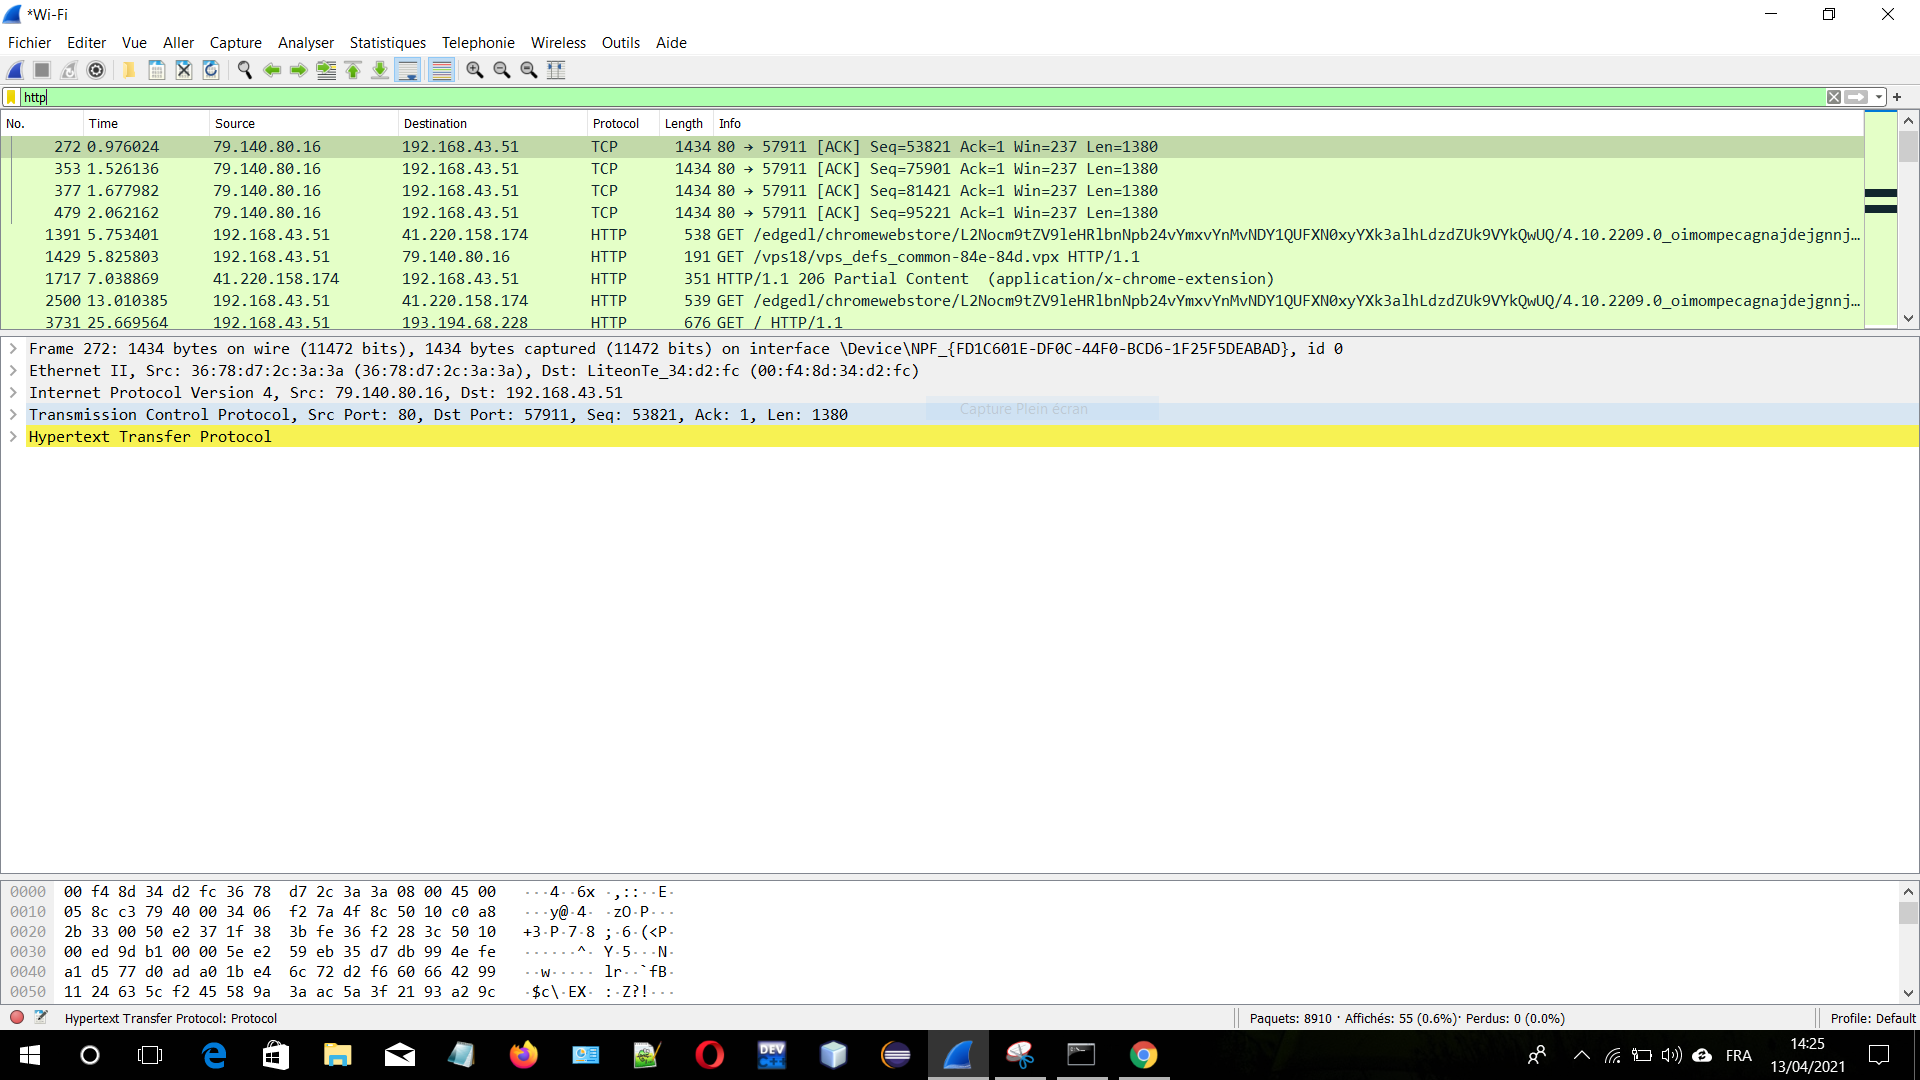 *Wi-Fi
Fichier Editer Vue Aller Capture Analyser Statistiques Telephonie Wireless Outils Aide
http
No. Time Source Destination Protocol Length Info
272 0.976024 79.140.80.16 192.168.43.51 TCP 1434 80 → 57911 [ACK] Seq=53821 Ack=1 Win=237 Len=1380
353 1.526136 79.140.80.16 192.168.43.51 TCP 1434 80 → 57911 [ACK] Seq=75901 Ack=1 Win=237 Len=1380
377 1.677982 79.140.80.16 192.168.43.51 TCP 1434 80 → 57911 [ACK] Seq=81421 Ack=1 Win=237 Len=1380
479 2.062162 79.140.80.16 192.168.43.51 TCP 1434 80 → 57911 [ACK] Seq=95221 Ack=1 Win=237 Len=1380
1391 5.753401 192.168.43.51 41.220.158.174 HTTP 538 GET /edgedl/chromewebstore/L2Nocm9tZV9leHRlbnNpb24vYmxvYnMvNDY1QUFXN0xyYXk3alhLdzdZUk9VYkQwUQ/4.10.2209.0_oimompecagnajdejgnnj…
1429 5.825803 192.168.43.51 79.140.80.16 HTTP 191 GET /vps18/vps_defs_common-84e-84d.vpx HTTP/1.1
1717 7.038869 41.220.158.174 192.168.43.51 HTTP 351 HTTP/1.1 206 Partial Content  (application/x-chrome-extension)
2500 13.010385 192.168.43.51 41.220.158.174 HTTP 539 GET /edgedl/chromewebstore/L2Nocm9tZV9leHRlbnNpb24vYmxvYnMvNDY1QUFXN0xyYXk3alhLdzdZUk9VYkQwUQ/4.10.2209.0_oimompecagnajdejgnnj…
3731 25.669564 192.168.43.51 193.194.68.228 HTTP 676 GET / HTTP/1.1
Frame 272: 1434 bytes on wire (11472 bits), 1434 bytes captured (11472 bits) on interface \Device\NPF_{FD1C601E-DF0C-44F0-BCD6-1F25F5DEABAD}, id 0
Ethernet II, Src: 36:78:d7:2c:3a:3a (36:78:d7:2c:3a:3a), Dst: LiteonTe_34:d2:fc (00:f4:8d:34:d2:fc)
Internet Protocol Version 4, Src: 79.140.80.16, Dst: 192.168.43.51
Capture Plein écran
Transmission Control Protocol, Src Port: 80, Dst Port: 57911, Seq: 53821, Ack: 1, Len: 1380
Hypertext Transfer Protocol
0000 00 f4 8d 34 d2 fc 36 78 d7 2c 3a 3a 08 00 45 00 ···4··6x ·,::··E·
0010 05 8c c3 79 40 00 34 06 f2 7a 4f 8c 50 10 c0 a8 ···y@·4· ·zO·P···
0020 2b 33 00 50 e2 37 1f 38 3b fe 36 f2 28 3c 50 10 +3·P·7·8 ;·6·(<P·
0030 00 ed 9d b1 00 00 5e e2 59 eb 35 d7 db 99 4e fe ······^· Y·5···N·
0040 a1 d5 77 d0 ad a0 1b e4 6c 72 d2 f6 60 66 42 99 ··w····· lr··`fB·
0050 11 24 63 5c f2 45 58 9a 3a ac 5a 3f 21 93 a2 9c ·$c\·EX· :·Z?!···
Hypertext Transfer Protocol: Protocol
Paquets: 8910 · Affichés: 55 (0.6%)· Perdus: 0 (0.0%)
Profile: Default
DEV C++
FRA
14:25
13/04/2021